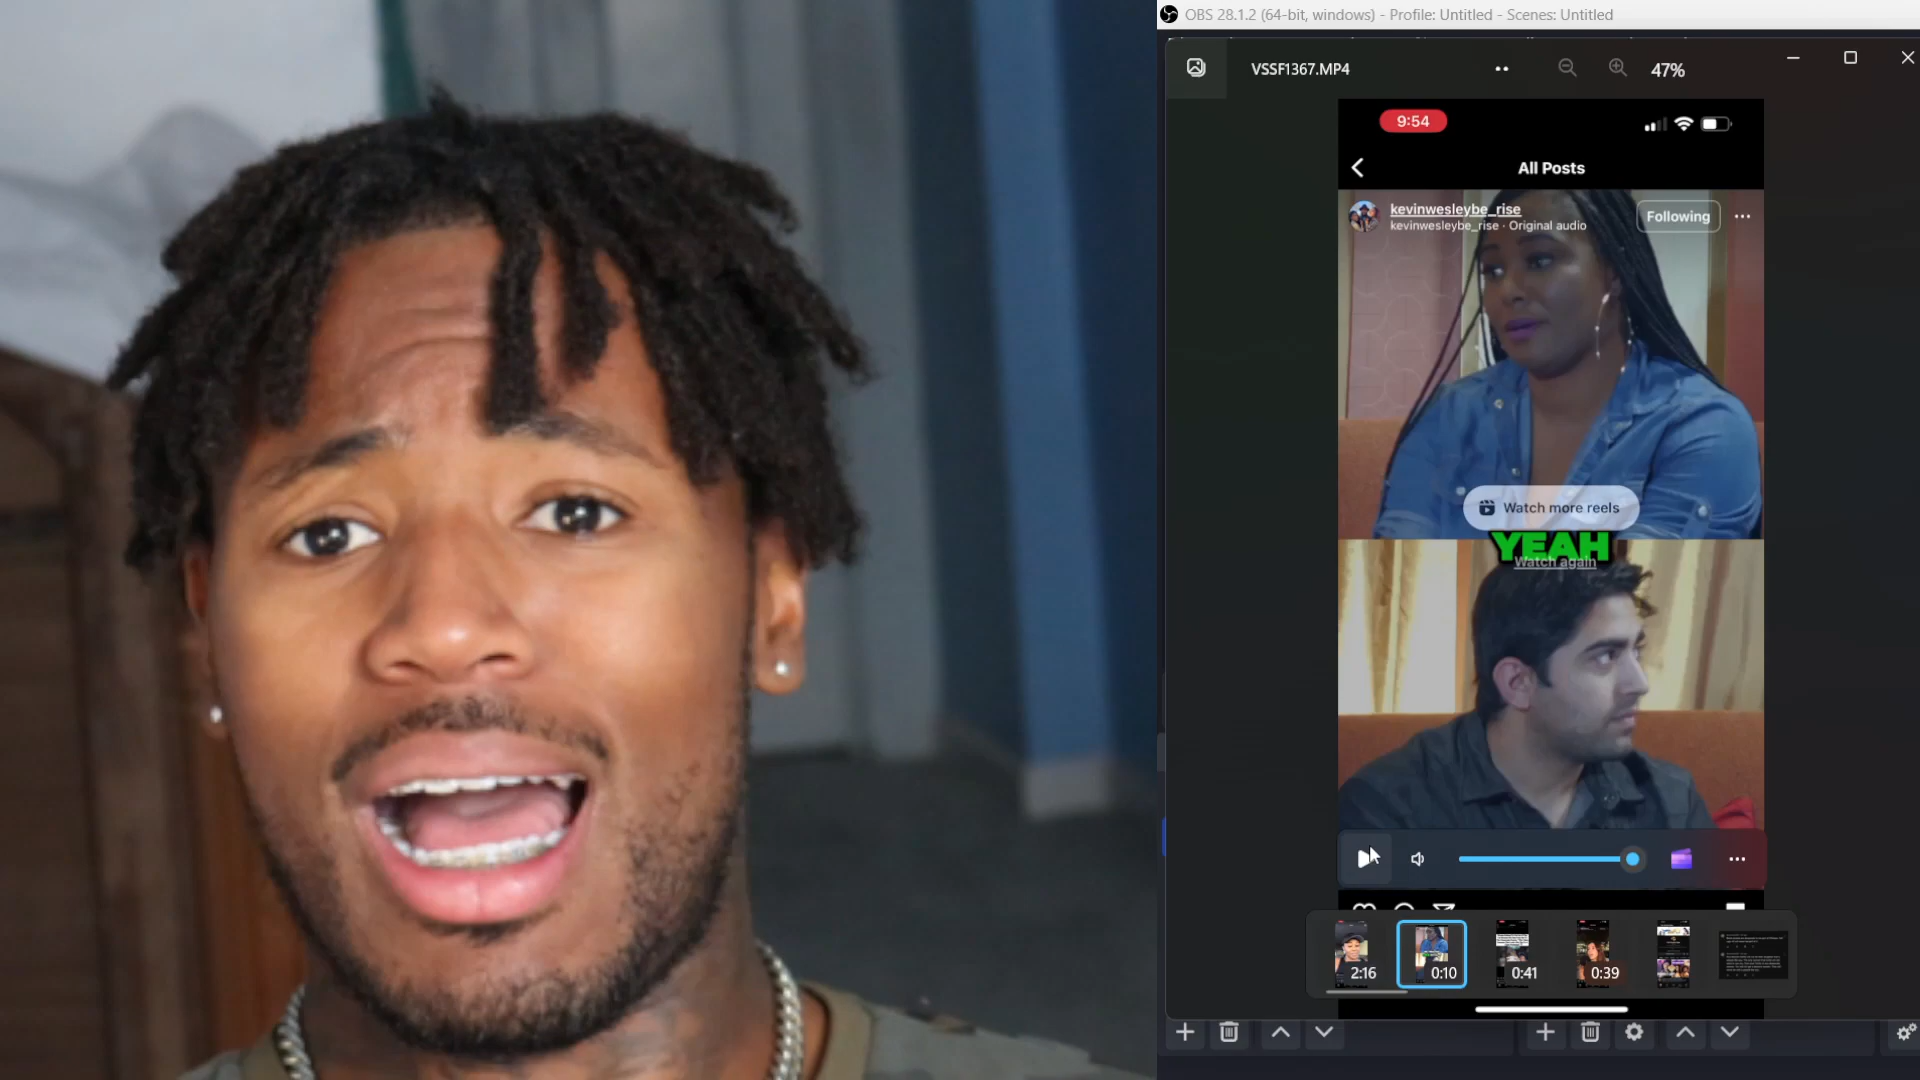 OBS 28.1.2 (64-bit, windows) - Profile: Untitled - Scenes: Untitled
VSSF1367.MP4
47%
9:54
All Posts
kevinwesleybe_rise
kevinwesleybe_rise · Original audio
Following
Watch more reels
YEAH
Watch again
2:16
0:10
0:41
0:39